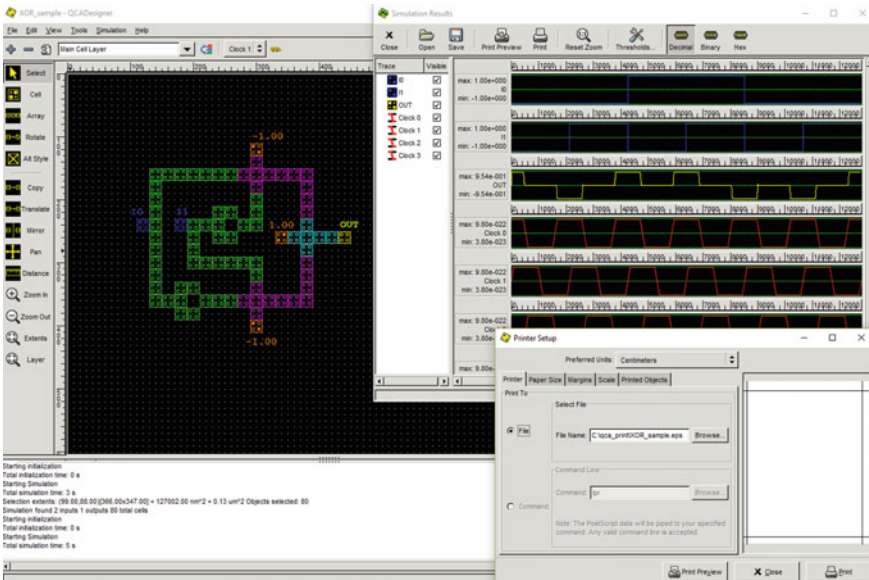 XOR_sample - QCADesigner
File Edit View Tools Simulation Help
Main Cell Layer Clock 1
Select
Cell
Array
Rotate
Alt Style
Copy
Translate
Mirror
Pan
Distance
Zoom In
Zoom Out
Extents
Layer
-1.00
I0 I1 1.00 OUT
-1.00
Simulation Results
Close Open Save Print Preview Print Reset Zoom Thresholds... Decimal Binary Hex
Trace Visible
I0
I1
OUT
Clock 0
Clock 1
Clock 2
Clock 3
max: 1.00e+000
I0
min: -1.00e+000
max: 1.00e+000
I1
min: -1.00e+000
max: 9.54e-001
OUT
min: -9.54e-001
max: 9.80e-022
Clock 0
min: 3.80e-023
max: 9.80e-022
Clock 1
min: 3.80e-023
max: 9.80e-022
Printer Setup
Preferred Units: Centimeters
Printer Paper Size Margins Scale Printed Objects
Print To
Select File
File
File Name: C:\qca_print\XOR_sample.eps Browse...
Command Line
Command
Command: lpr Browse...
Note: The PostScript data will be piped to your specified
command. Any valid command line is accepted.
Print Preview Close Print
Starting initialization
Total initialization time: 0 s
Starting Simulation
Total simulation time: 3 s
Selection extents: (99.00,88.00)[366.00x347.00] = 127002.00 nm^2 = 0.13 um^2 Objects selected: 80
Simulation found 2 inputs 1 outputs 80 total cells
Starting initialization
Total initialization time: 0 s
Starting Simulation
Total simulation time: 5 s